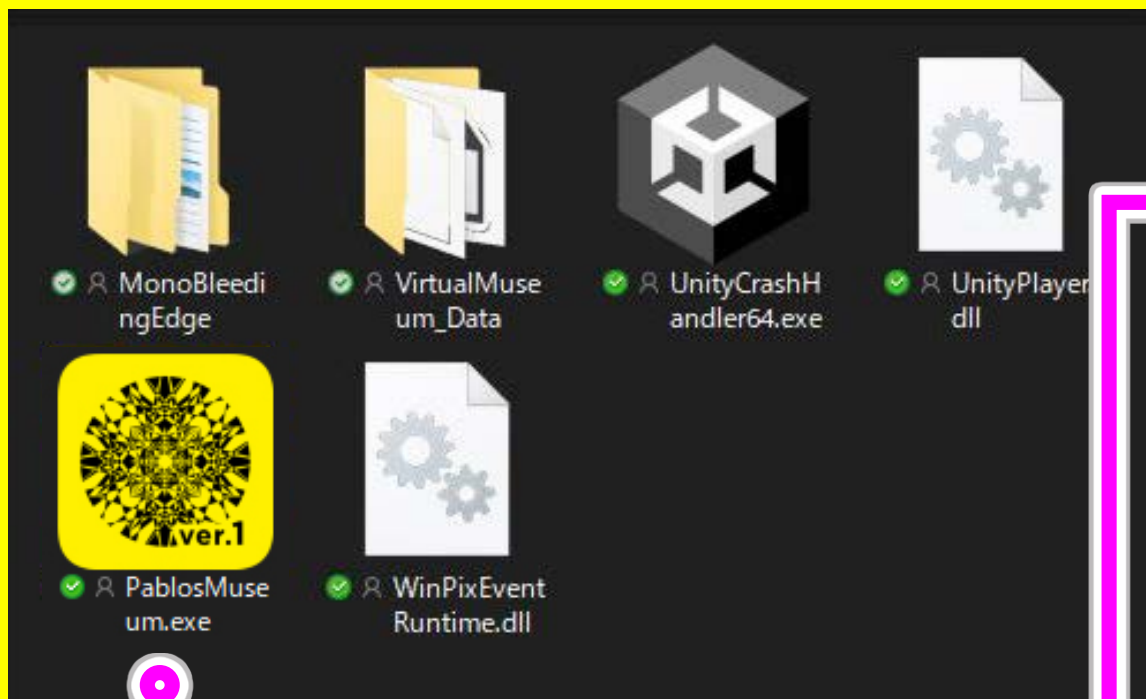 MonoBleedi
ngEdge
VirtualMuse
um_Data
UnityCrashH
andler64.exe
UnityPlayer
dll
ver.1
PablosMuse
um.exe
WinPixEvent
Runtime.dll